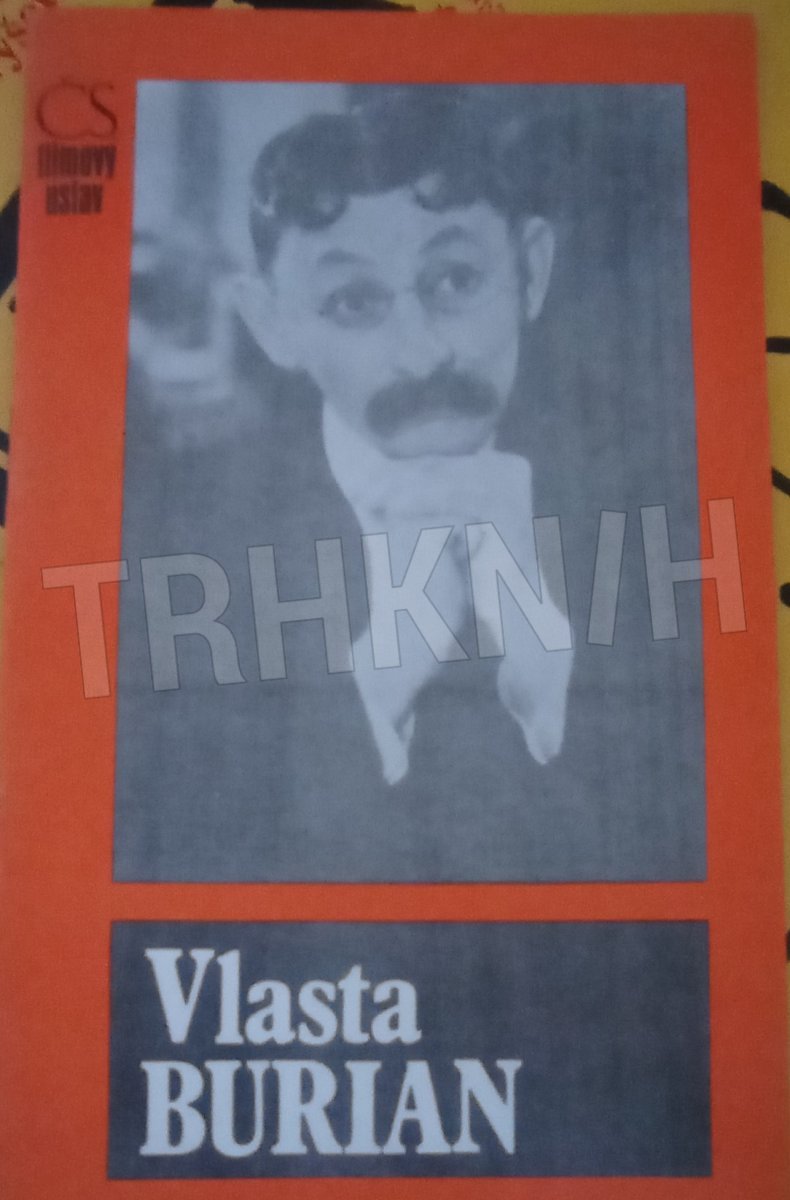 ČS
filmový
ústav
TRHKNIH
Vlasta
BURIAN